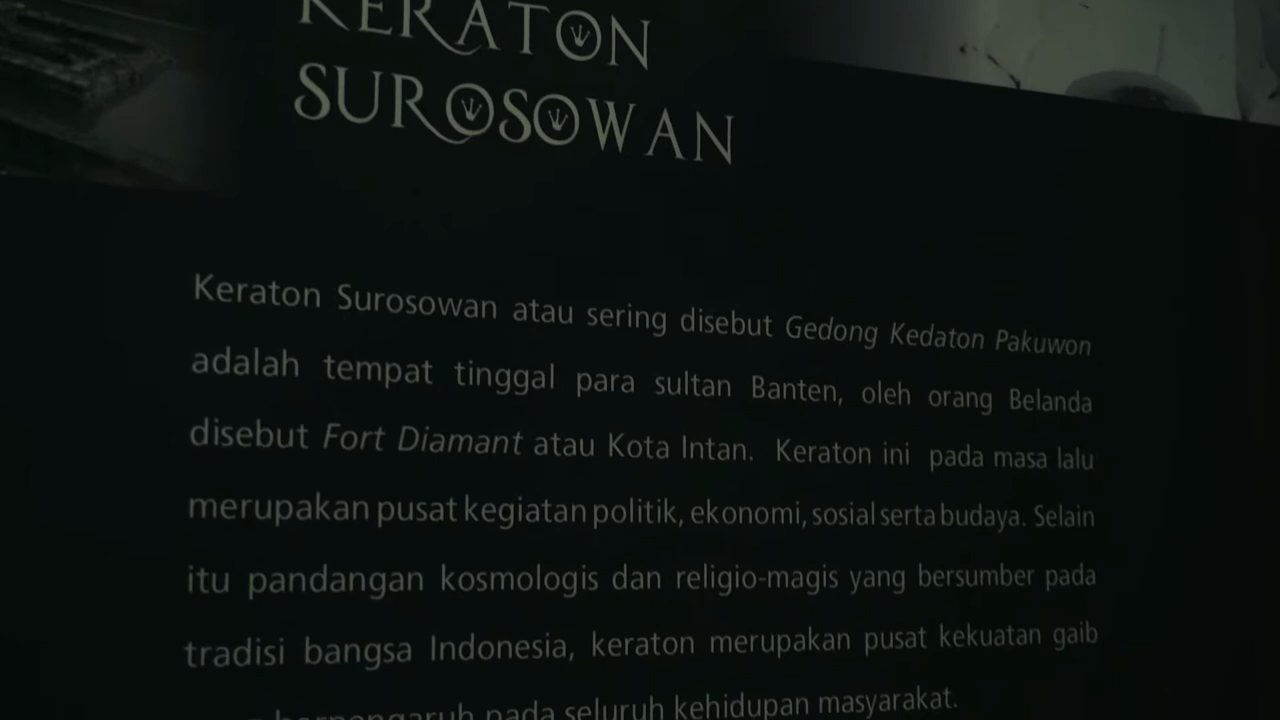 KERATON
SUROSOWAN
Keraton Surosowan atau sering disebut Gedong Kedaton Pakuwon
adalah tempat tinggal para sultan Banten, oleh orang Belanda
disebut Fort Diamant atau Kota Intan. Keraton ini pada masa lalu
merupakan pusat kegiatan politik, ekonomi, sosial serta budaya. Selain
itu pandangan kosmologis dan religio-magis yang bersumber pada
tradisi bangsa Indonesia, keraton merupakan pusat kekuatan gaib
berpengaruh pada seluruh kehidupan masyarakat.